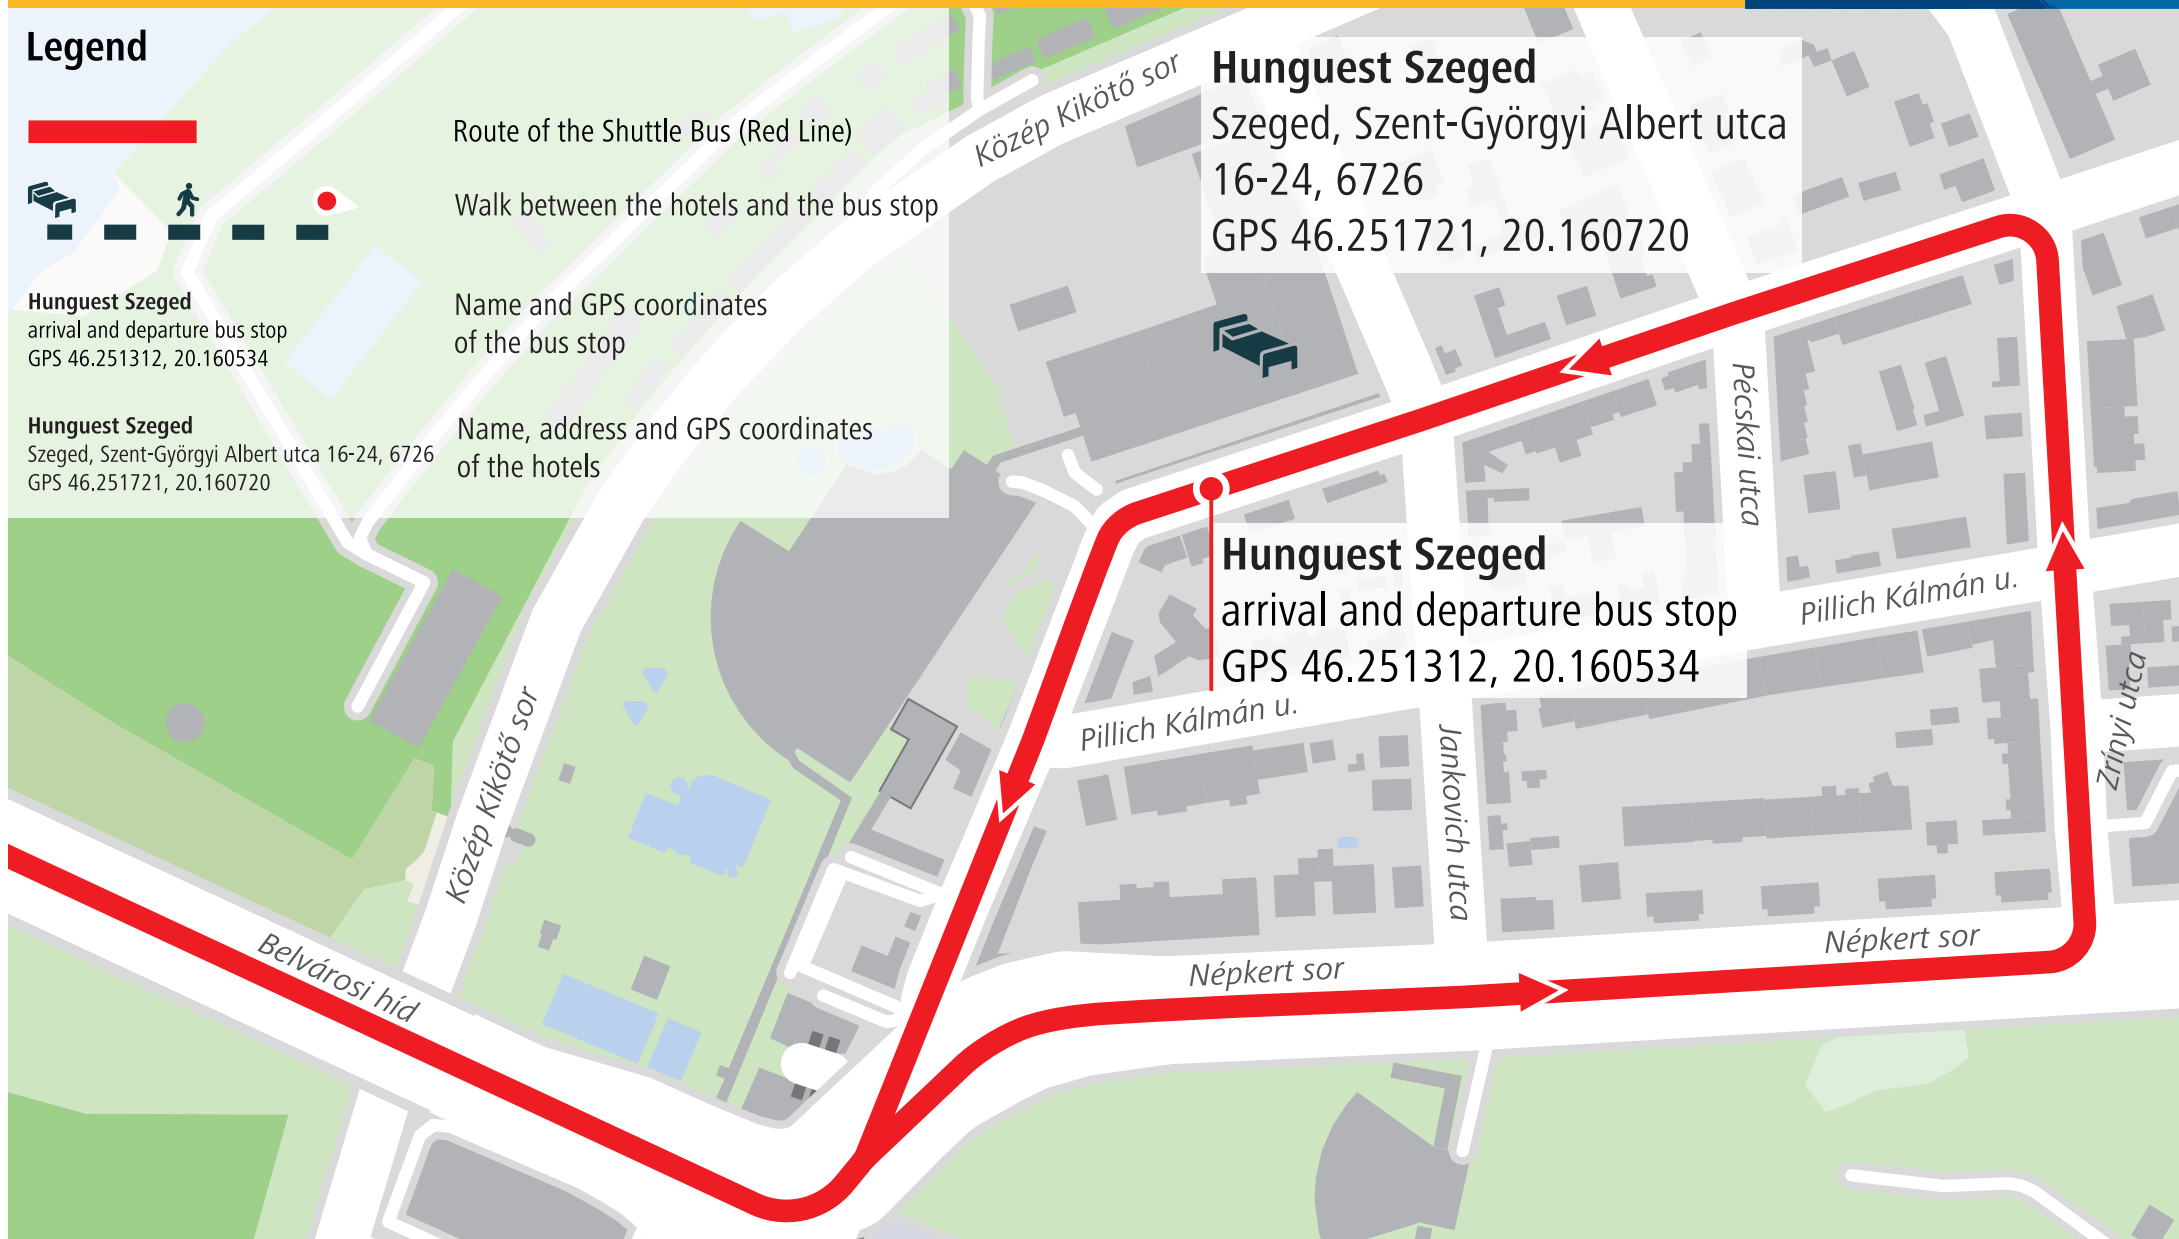 Legend
Route of the Shuttle Bus (Red Line)
Walk between the hotels and the bus stop
Hunguest Szeged
arrival and departure bus stop
GPS 46.251312, 20.160534
Name and GPS coordinates
of the bus stop
Hunguest Szeged
Szeged, Szent-Györgyi Albert utca 16-24, 6726
GPS 46.251721, 20.160720
Name, address and GPS coordinates
of the hotels
Közép Kikötő sor
Hunguest Szeged
Szeged, Szent-Györgyi Albert utca
16-24, 6726
GPS 46.251721, 20.160720
Pécskai utca
Hunguest Szeged
arrival and departure bus stop
GPS 46.251312, 20.160534
Pillich Kálmán u.
Pillich Kálmán u.
Zrínyi utca
Jankovich utca
Közép Kikötő sor
Belvárosi híd
Népkert sor
Népkert sor